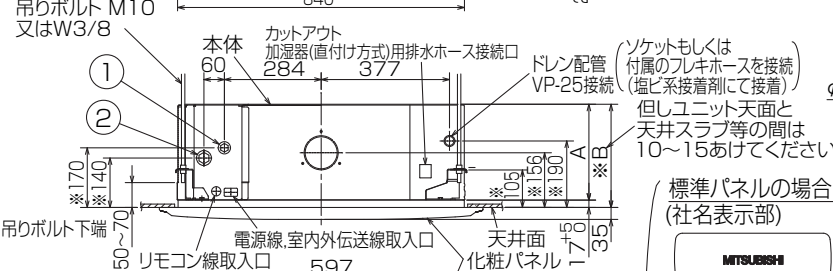 吊りボルト M10
又はW3/8
840
本体
カットアウト
加湿器(直付け方式)用排水ホース接続口
60
284
377
ドレン配管
VP-25接続
ソケットもしくは
付属のフレキホースを接続
(塩ビ系接着剤にて接着)
但しユニット天面と
天井スラブ等の間は
10〜15あけてください
①
②
※170
※140
※105
※156
※190
A
※B
吊りボルト下端
50〜70
リモコン線取入口
電源線,室内外伝送線取入口
597
天井面
化粧パネル
17 +5 0
35
標準パネルの場合
(社名表示部)
MITSUBISHI